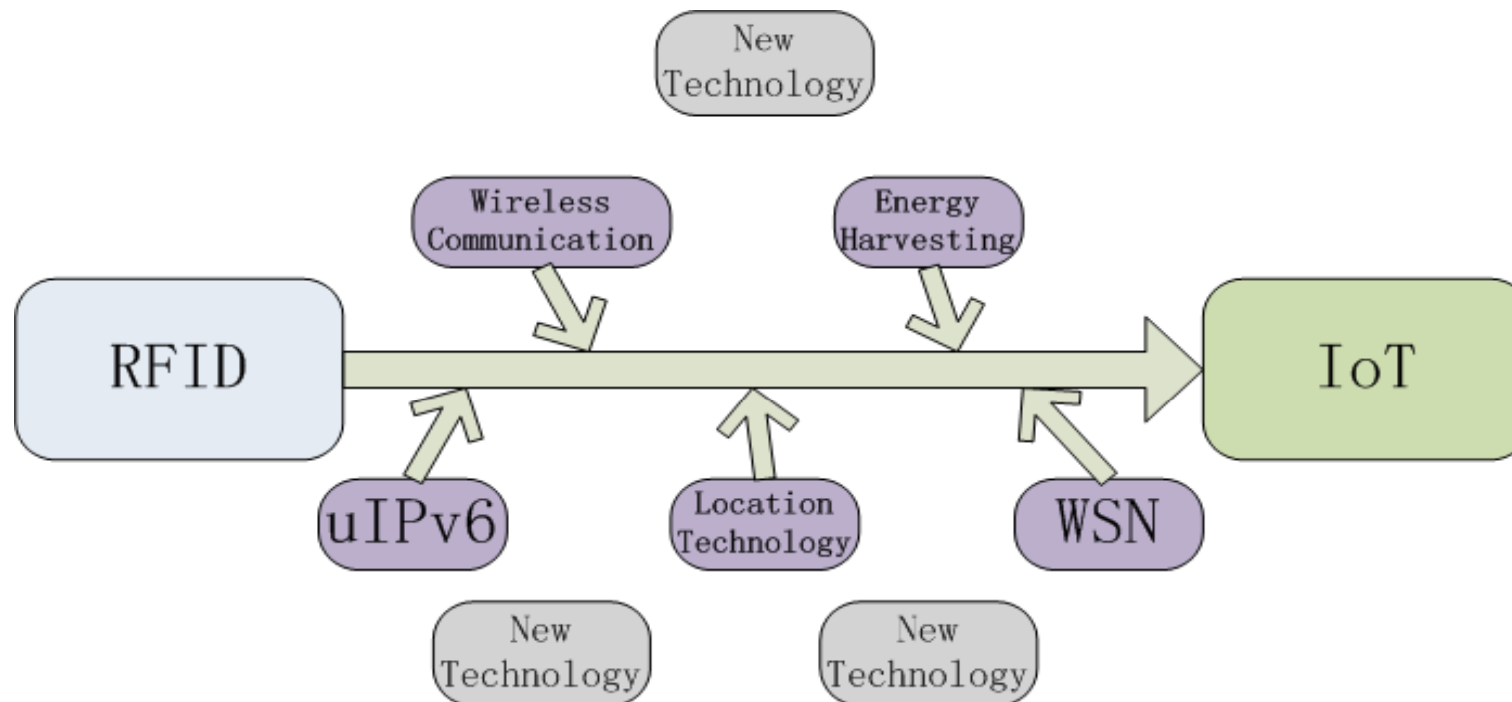 New
Technology
Wireless
Communication
Energy
Harvesting
RFID
IoT
uIPv6
Location
Technology
WSN
New
Technology
New
Technology